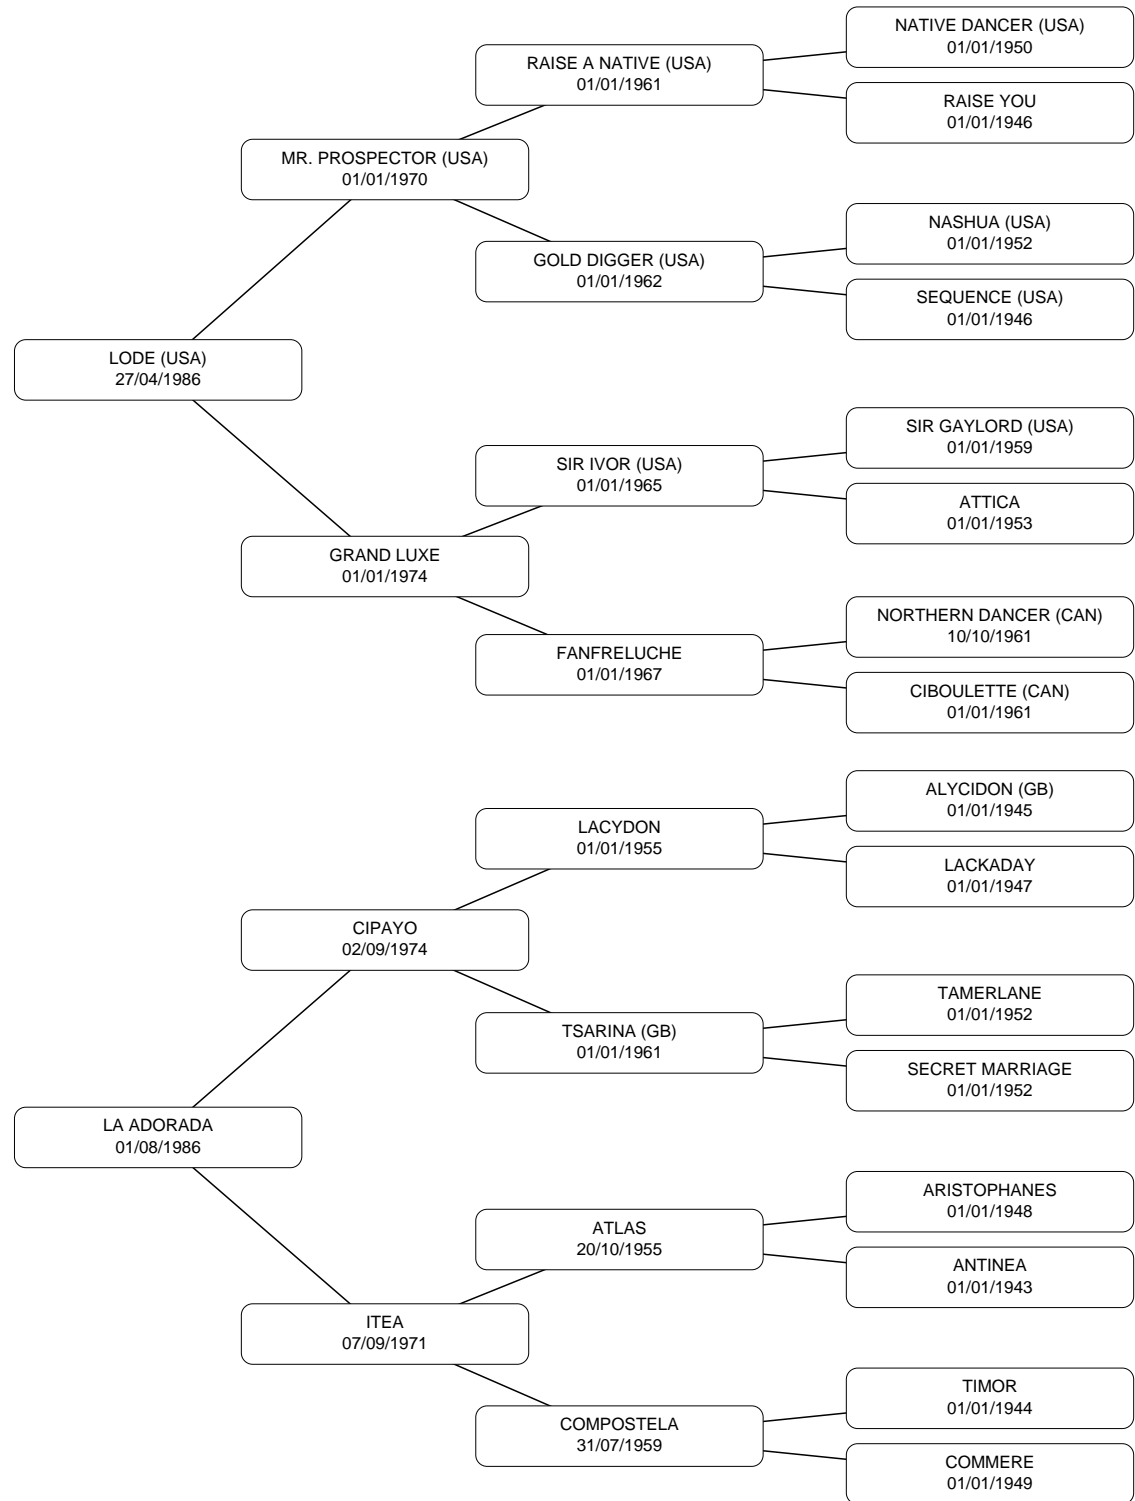 NATIVE DANCER (USA)
01/01/1950
RAISE A NATIVE (USA)
01/01/1961
RAISE YOU
01/01/1946
MR. PROSPECTOR (USA)
01/01/1970
NASHUA (USA)
01/01/1952
GOLD DIGGER (USA)
01/01/1962
SEQUENCE (USA)
01/01/1946
LODE (USA)
27/04/1986
SIR GAYLORD (USA)
01/01/1959
SIR IVOR (USA)
01/01/1965
ATTICA
01/01/1953
GRAND LUXE
01/01/1974
NORTHERN DANCER (CAN)
10/10/1961
FANFRELUCHE
01/01/1967
CIBOULETTE (CAN)
01/01/1961
ALYCIDON (GB)
01/01/1945
LACYDON
01/01/1955
LACKADAY
01/01/1947
CIPAYO
02/09/1974
TAMERLANE
01/01/1952
TSARINA (GB)
01/01/1961
SECRET MARRIAGE
01/01/1952
LA ADORADA
01/08/1986
ARISTOPHANES
01/01/1948
ATLAS
20/10/1955
ANTINEA
01/01/1943
ITEA
07/09/1971
TIMOR
01/01/1944
COMPOSTELA
31/07/1959
COMMERE
01/01/1949